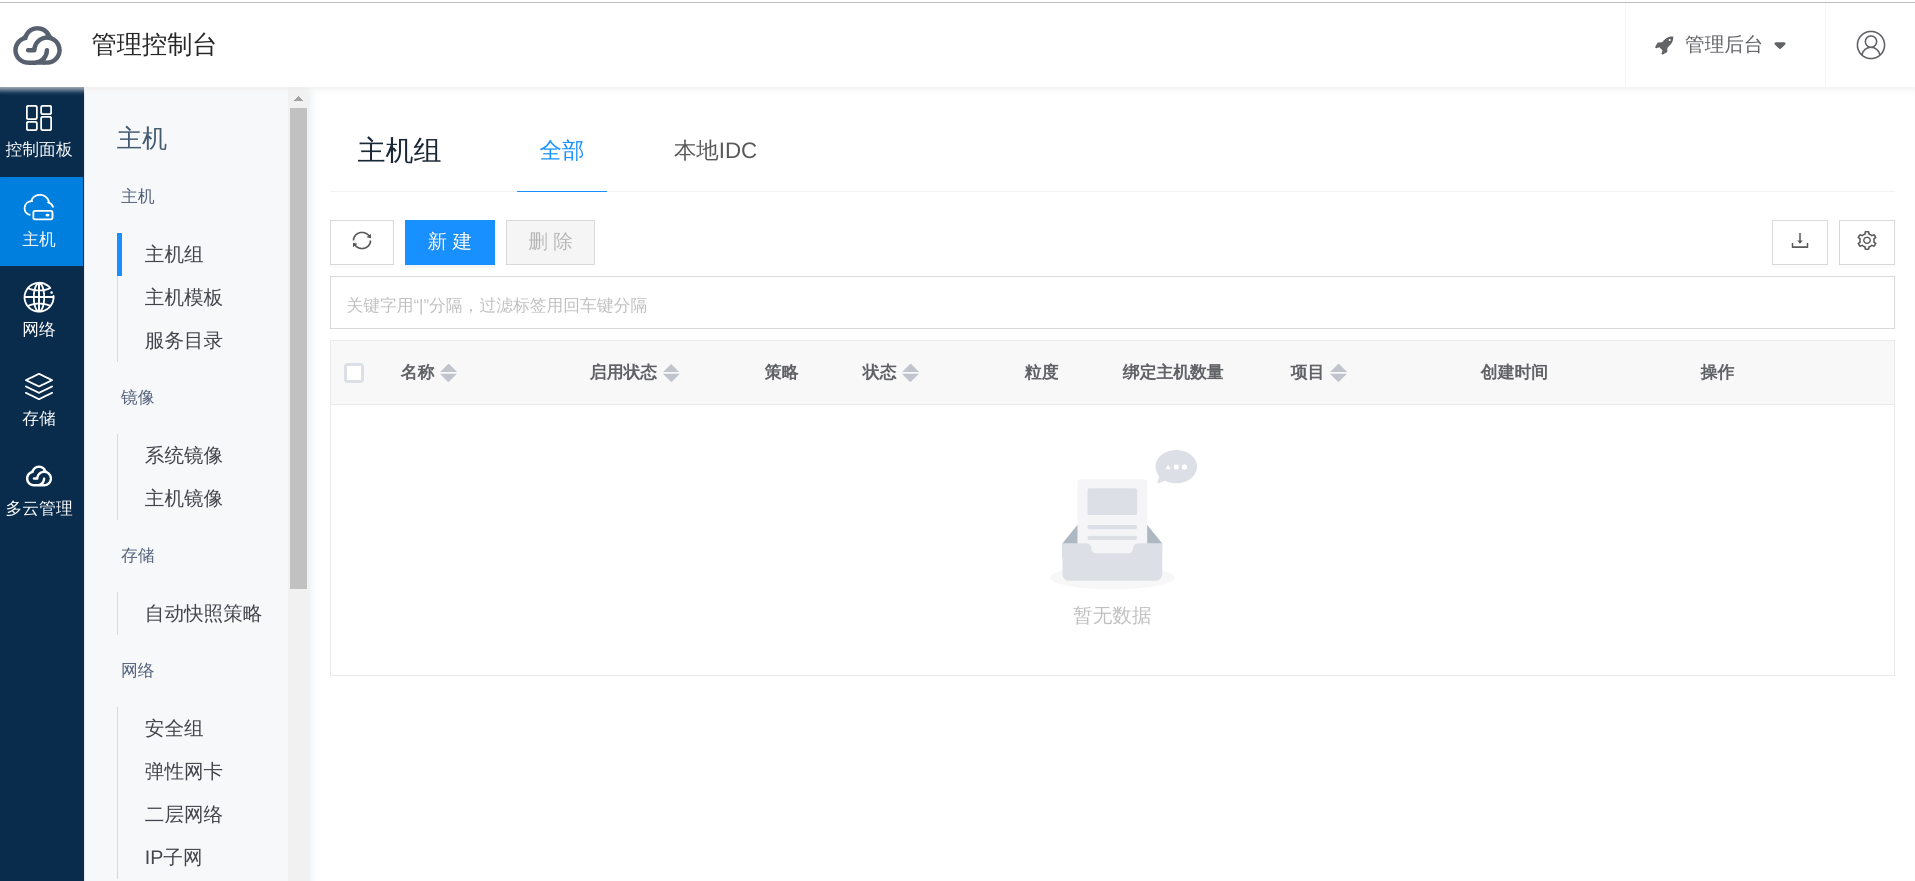 管理控制台
管理后台
控制面板
主机
网络
存储
多云管理
主机
主机
主机组
主机模板
服务目录
镜像
系统镜像
主机镜像
存储
自动快照策略
网络
安全组
弹性网卡
二层网络
IP子网
主机组
全部
本地IDC
新 建
删 除
关键字用“|”分隔，过滤标签用回车键分隔
名称 启用状态 策略 状态 粒度 绑定主机数量 项目 创建时间 操作
暂无数据